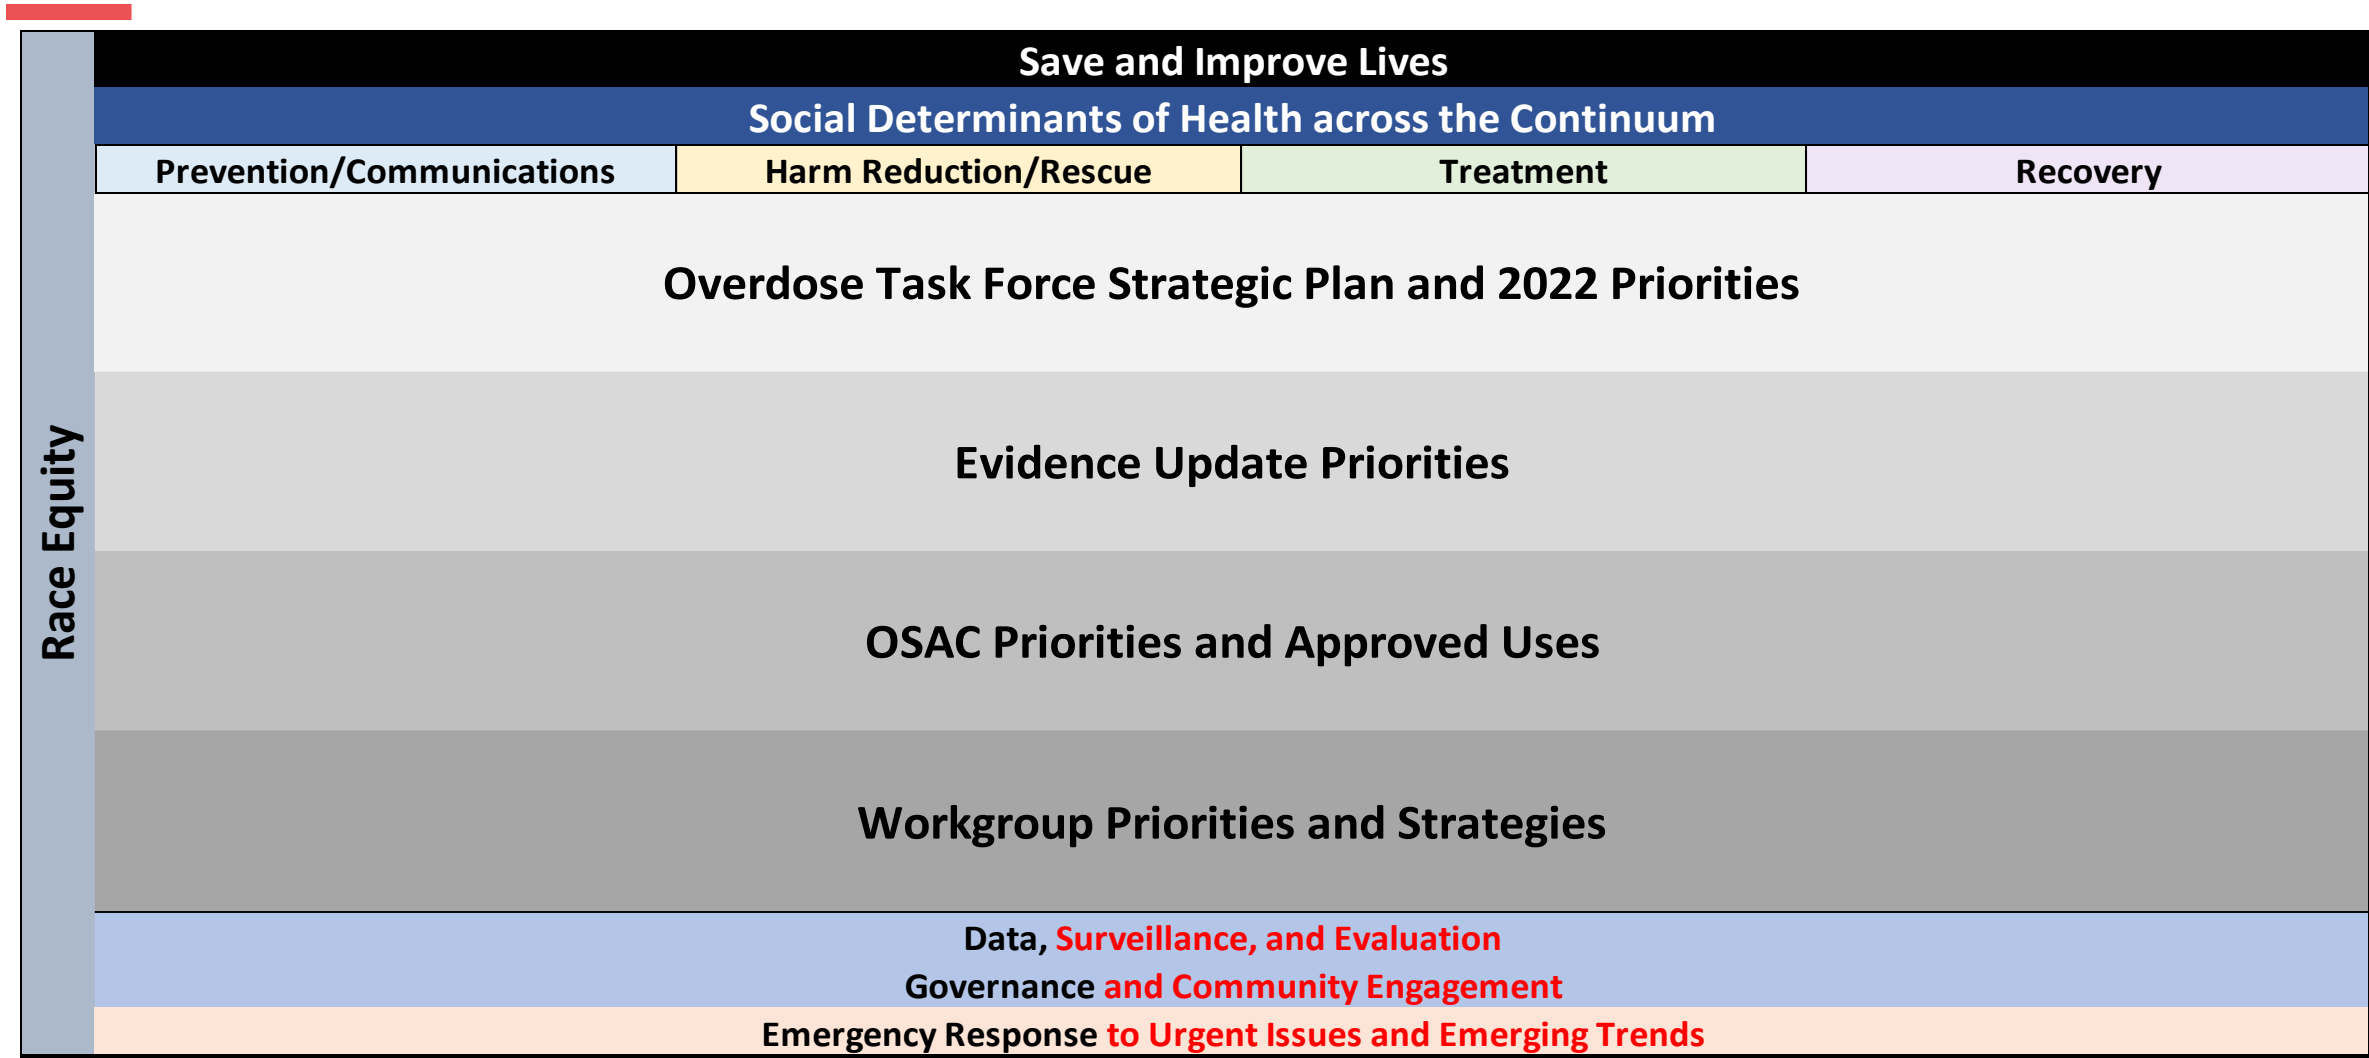 Save and Improve Lives
Social Determinants of Health across the Continuum
Prevention/Communications
Harm Reduction/Rescue
Treatment
Recovery
Race Equity
Overdose Task Force Strategic Plan and 2022 Priorities
Evidence Update Priorities
OSAC Priorities and Approved Uses
Workgroup Priorities and Strategies
Data, Surveillance, and Evaluation
Governance and Community Engagement
Emergency Response to Urgent Issues and Emerging Trends